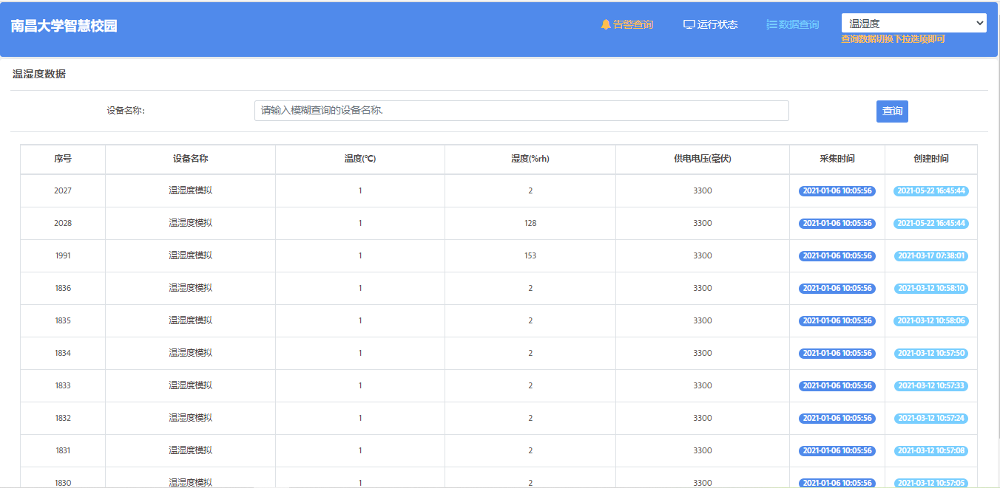 南昌大学智慧校园
告警查询 运行状态 数据查询 温湿度
查询数据切换下拉选项即可
温湿度数据
设备名称: 请输入模糊查询的设备名称、 查询
序号 设备名称 温度(℃) 湿度(%rh) 供电电压(毫伏) 采集时间 创建时间
2027 温湿度模拟 1 2 3300 2021-01-06 10:05:56 2021-05-22 16:45:44
2028 温湿度模拟 1 128 3300 2021-01-06 10:05:56 2021-05-22 16:45:44
1991 温湿度模拟 1 153 3300 2021-01-06 10:05:56 2021-03-17 07:38:01
1836 温湿度模拟 1 2 3300 2021-01-06 10:05:56 2021-03-12 10:58:10
1835 温湿度模拟 1 2 3300 2021-01-06 10:05:56 2021-03-12 10:58:06
1834 温湿度模拟 1 2 3300 2021-01-06 10:05:56 2021-03-12 10:57:50
1833 温湿度模拟 1 2 3300 2021-01-06 10:05:56 2021-03-12 10:57:33
1832 温湿度模拟 1 2 3300 2021-01-06 10:05:56 2021-03-12 10:57:24
1831 温湿度模拟 1 2 3300 2021-01-06 10:05:56 2021-03-12 10:57:08
1830 温湿度模拟 1 2 3300 2021-01-06 10:05:56 2021-03-12 10:57:05